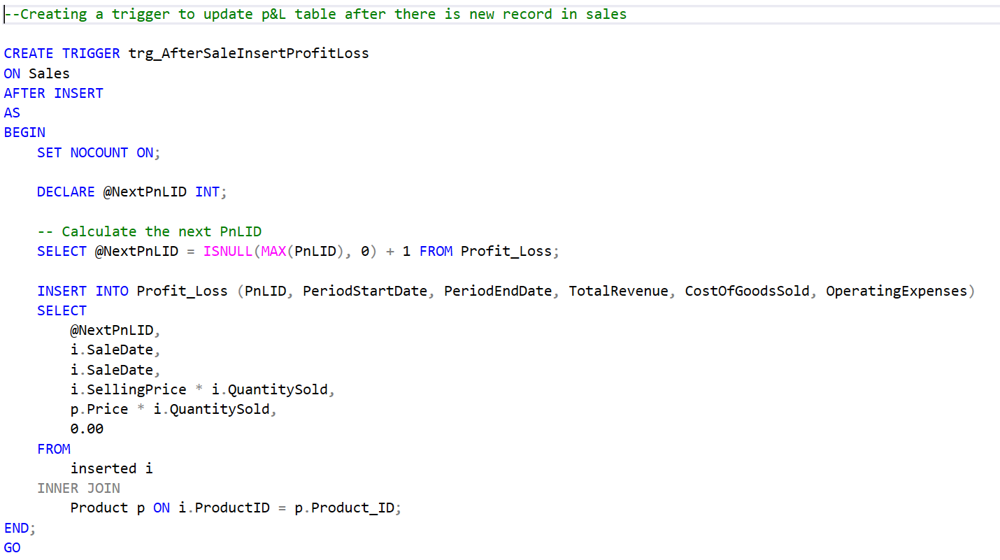 --Creating a trigger to update p&L table after there is new record in sales
CREATE TRIGGER trg_AfterSaleInsertProfitLoss
ON Sales
AFTER INSERT
AS
BEGIN
SET NOCOUNT ON;
DECLARE @NextPnLID INT;
-- Calculate the next PnLID
SELECT @NextPnLID = ISNULL(MAX(PnLID), 0) + 1 FROM Profit_Loss;
INSERT INTO Profit_Loss (PnLID, PeriodStartDate, PeriodEndDate, TotalRevenue, CostOfGoodsSold, OperatingExpenses)
SELECT
@NextPnLID,
i.SaleDate,
i.SaleDate,
i.SellingPrice * i.QuantitySold,
p.Price * i.QuantitySold,
0.00
FROM
inserted i
INNER JOIN
Product p ON i.ProductID = p.Product_ID;
END;
GO